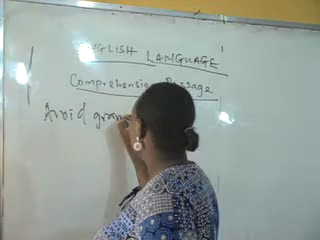 ENGLISH LANGUAGE
Comprehension Passage
Avoid gram